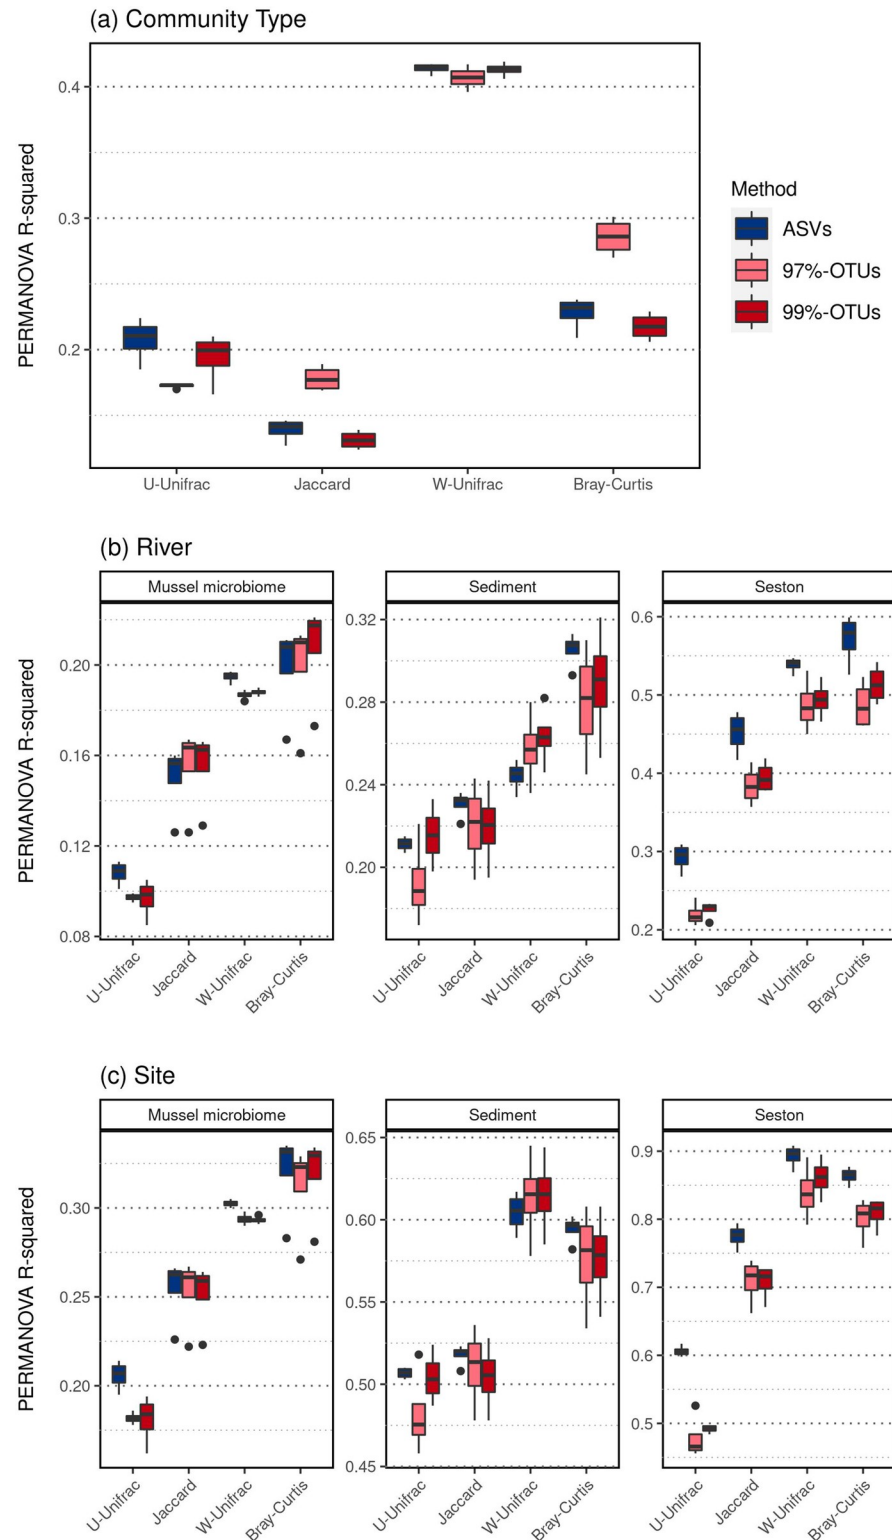 (a) Community Type
PERMANOVA R-squared
0.4
0.3
0.2
U-Unifrac
Jaccard
W-Unifrac
Bray-Curtis
Method
ASVs
97%-OTUs
99%-OTUs
(b) River
PERMANOVA R-squared
Mussel microbiome
0.20
0.16
0.12
0.08
U-Unifrac
Jaccard
W-Unifrac
Bray-Curtis
Sediment
0.32
0.28
0.24
0.20
U-Unifrac
Jaccard
W-Unifrac
Bray-Curtis
Seston
0.6
0.5
0.4
0.3
0.2
U-Unifrac
Jaccard
W-Unifrac
Bray-Curtis
(c) Site
PERMANOVA R-squared
Mussel microbiome
0.30
0.25
0.20
U-Unifrac
Jaccard
W-Unifrac
Bray-Curtis
Sediment
0.65
0.60
0.55
0.50
0.45
U-Unifrac
Jaccard
W-Unifrac
Bray-Curtis
Seston
0.9
0.8
0.7
0.6
0.5
U-Unifrac
Jaccard
W-Unifrac
Bray-Curtis